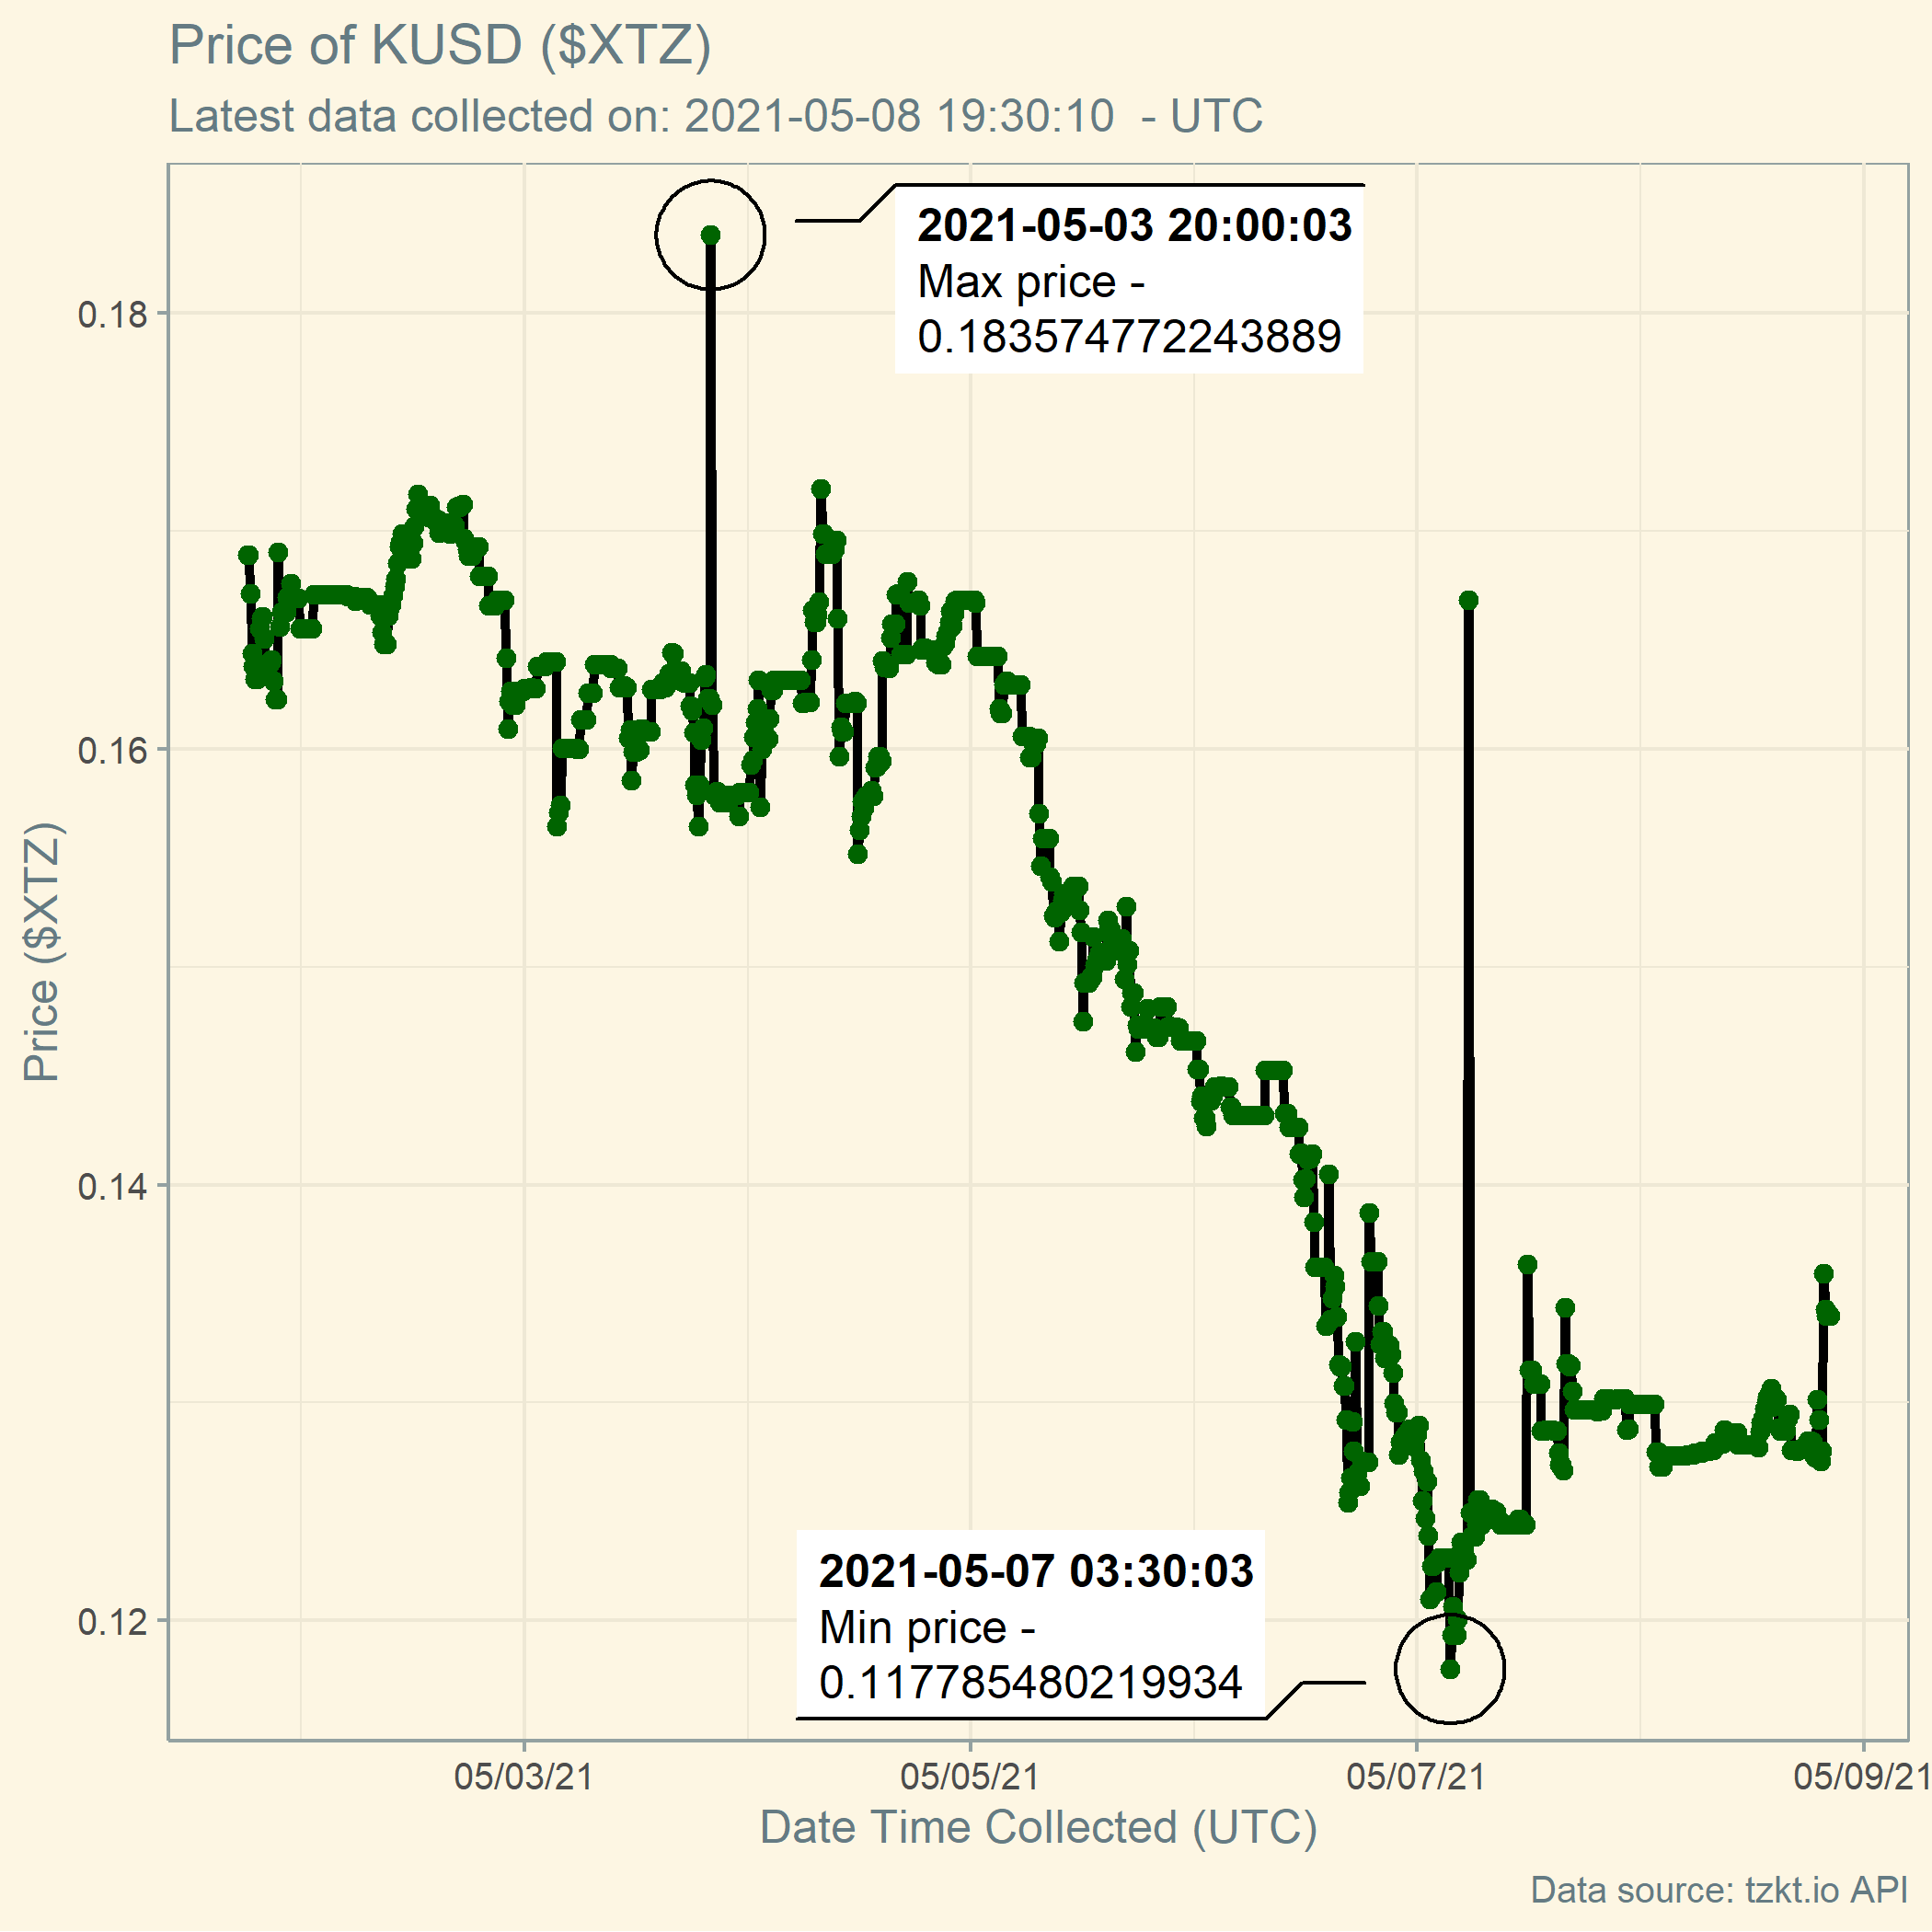 Price of KUSD ($XTZ)
Latest data collected on: 2021-05-08 19:30:10  - UTC
2021-05-03 20:00:03
Max price -
0.183574772243889
0.18
0.16
0.14
0.12
Price ($XTZ)
2021-05-07 03:30:03
Min price -
0.117785480219934
05/03/21
05/05/21
05/07/21
05/09/21
Date Time Collected (UTC)
Data source: tzkt.io API